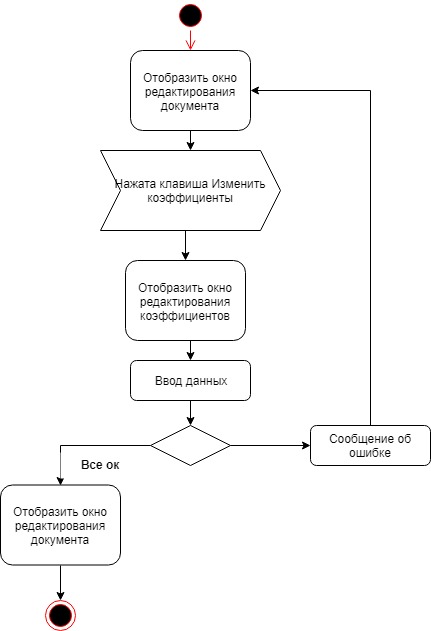 Отобразить окно
редактирования
документа
Нажата клавиша Изменить
коэффициенты
Отобразить окно
редактирования
коэффициентов
Ввод данных
Все ок
Сообщение об
ошибке
Отобразить окно
редактирования
документа